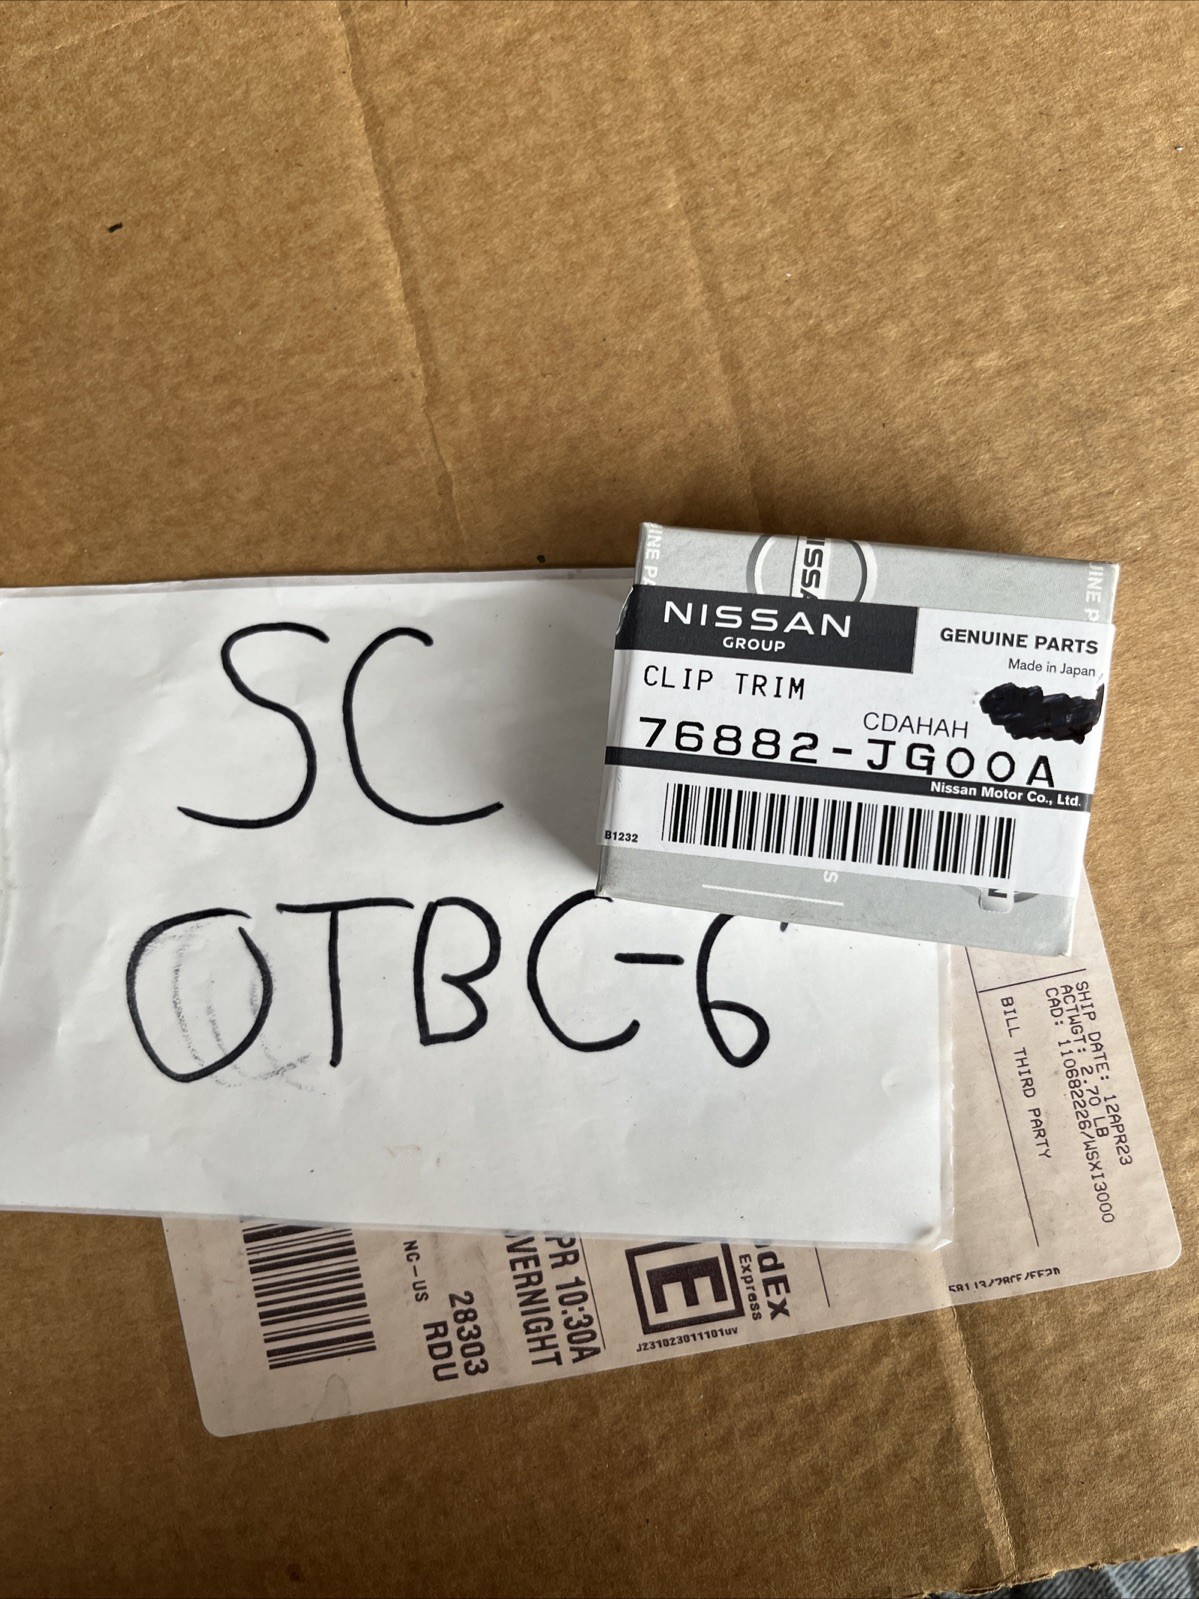 SC
OTBC-6
NISSAN
GROUP
GENUINE PARTS
Made in Japan
CLIP TRIM
CDAHAH
76882-JG00A
Nissan Motor Co., Ltd.
B1232
SHIP DATE: 12APR23
ACTWGT: 2.70 LB
CAD: 110682226/WSXI3000
BILL THIRD PARTY
Express
E
JZ31023011101uv
10:30A
28303
NC-US
RDU